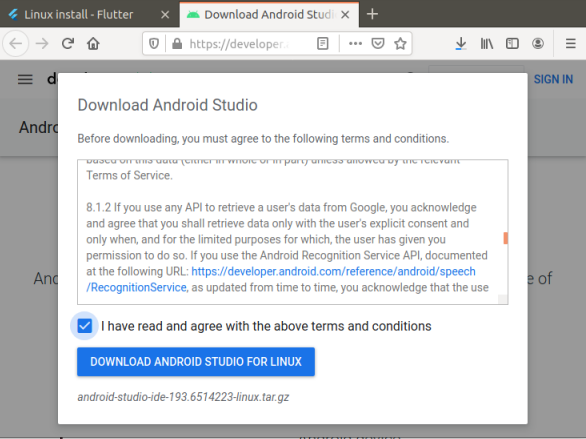 Linux install - Flutter
Download Android Studi
https://developer.
SIGN IN
Andro
Download Android Studio
Before downloading, you must agree to the following terms and conditions.
based on this data (either in whole or in part) unless allowed by the relevant
Terms of Service.
8.1.2 If you use any API to retrieve a user's data from Google, you acknowledge
and agree that you shall retrieve data only with the user's explicit consent and
only when, and for the limited purposes for which, the user has given you
permission to do so. If you use the Android Recognition Service API, documented
at the following URL: https://developer.android.com/reference/android/speech
/RecognitionService, as updated from time to time, you acknowledge that the use
And
e of
I have read and agree with the above terms and conditions
DOWNLOAD ANDROID STUDIO FOR LINUX
android-studio-ide-193.6514223-linux.tar.gz